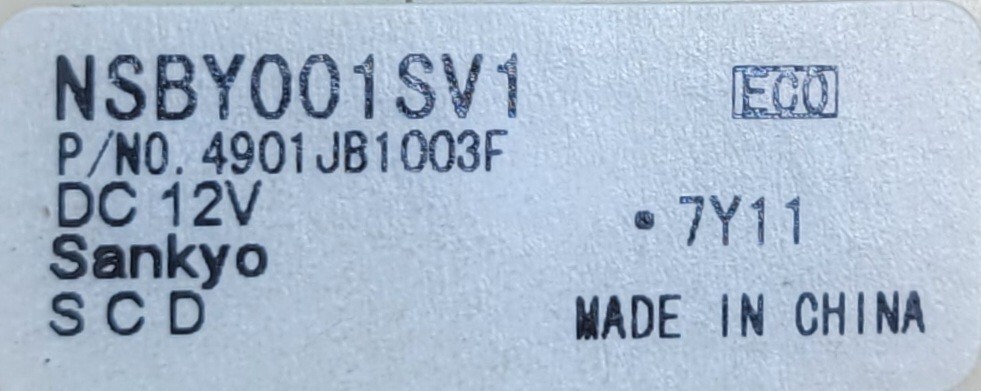 NSBY001SV1
ECO
P/NO. 4901JB1003F
DC 12V
• 7Y11
Sankyo
S C D
MADE IN CHINA